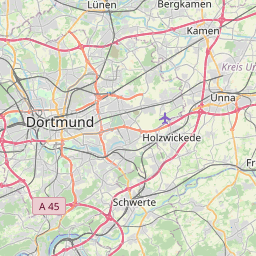 Lünen
Bergkamen
Kamen
Kreis Un
Unna
Dortmund
Holzwickede
Fr
A 45
Schwerte